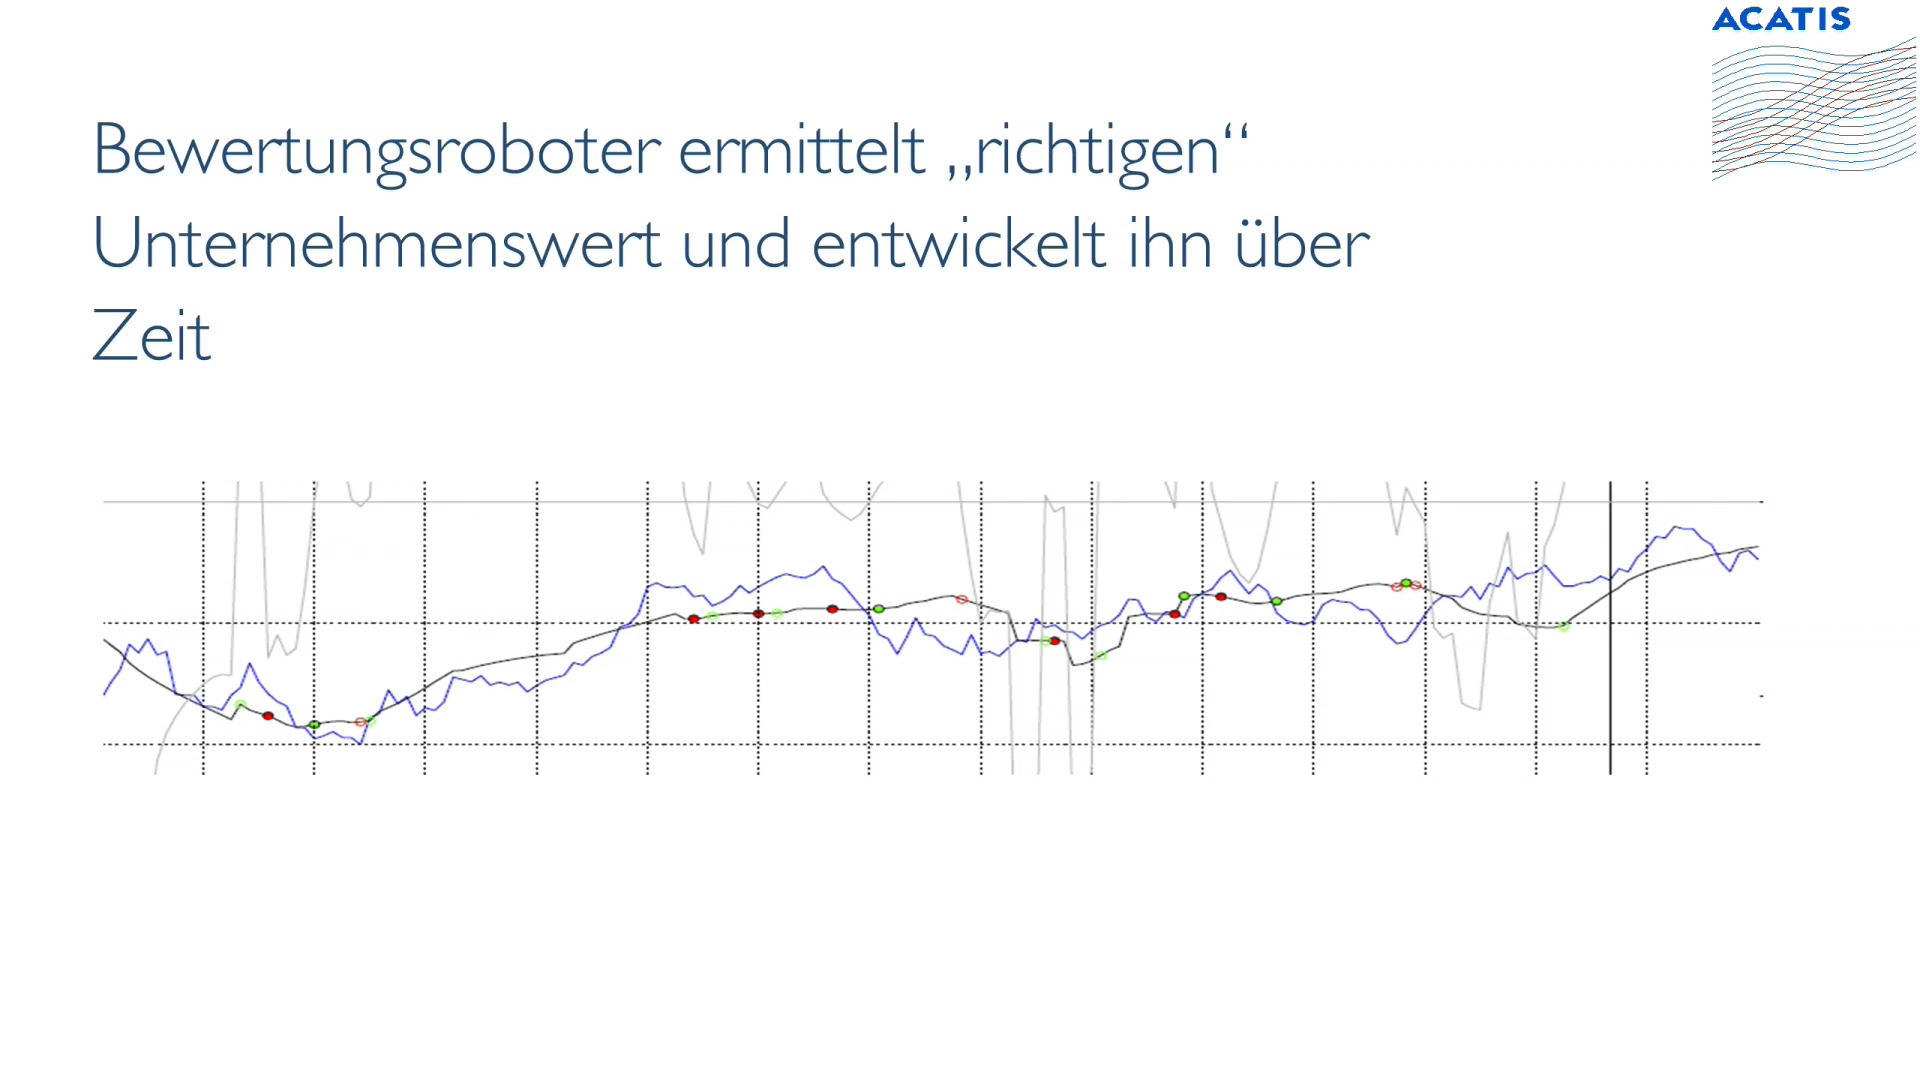 ACATIS
Bewertungsroboter ermittelt „richtigen“
Unternehmenswert und entwickelt ihn über
Zeit